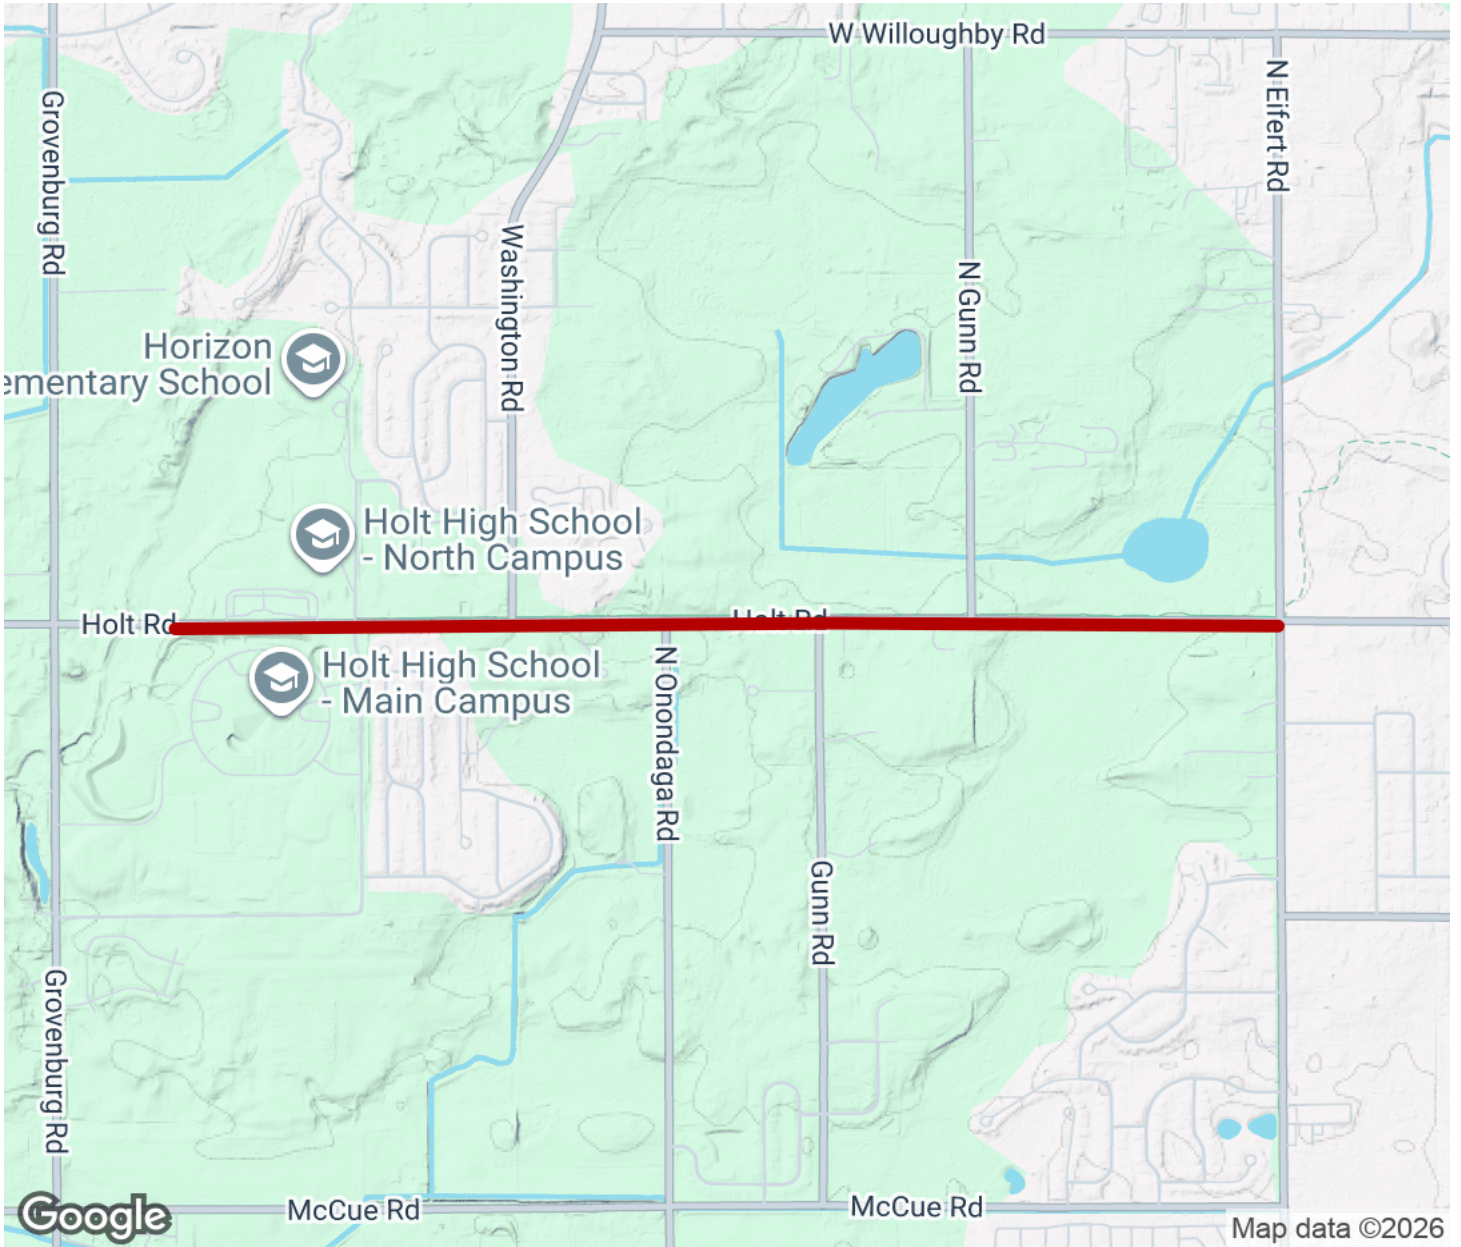 W Willoughby Rd
Grovenburg Rd
N Eifert Rd
Washington Rd
N Gunn Rd
Horizon
ementary School
Holt High School
- North Campus
Holt Rd
Holt Rd
Holt High School
- Main Campus
N Onondaga Rd
Gunn Rd
Grovenburg Rd
McCue Rd
McCue Rd
Google
Map data ©2026